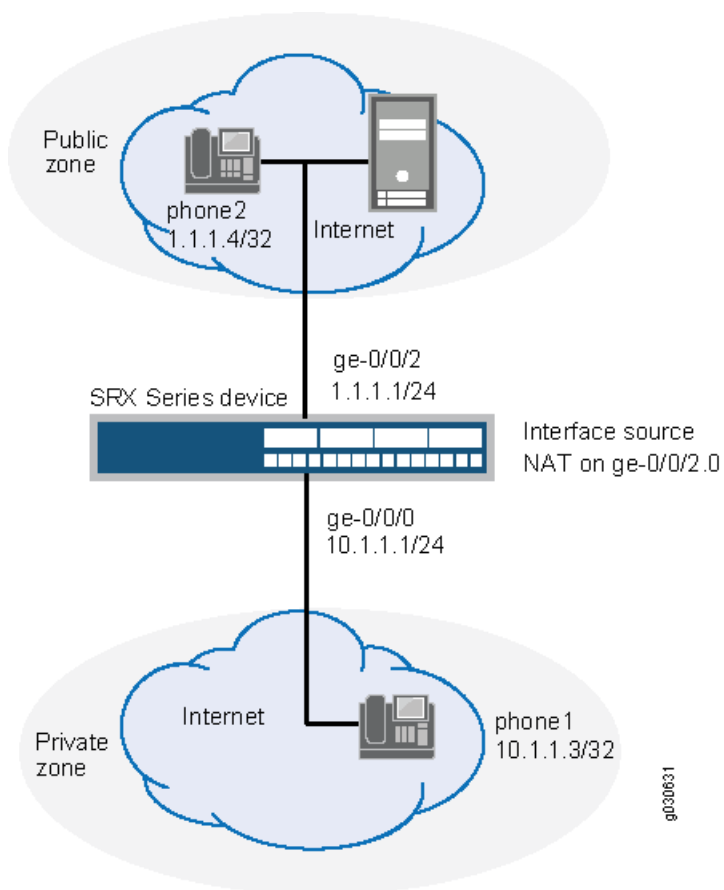 Public
zone
phone2
1.1.1.4/32
Internet
ge-0/0/2
1.1.1.1/24
SRX Series device
Interface source
NAT on ge-0/0/2.0
ge-0/0/0
10.1.1.1/24
Internet
phone1
10.1.1.3/32
Private
zone
g030631